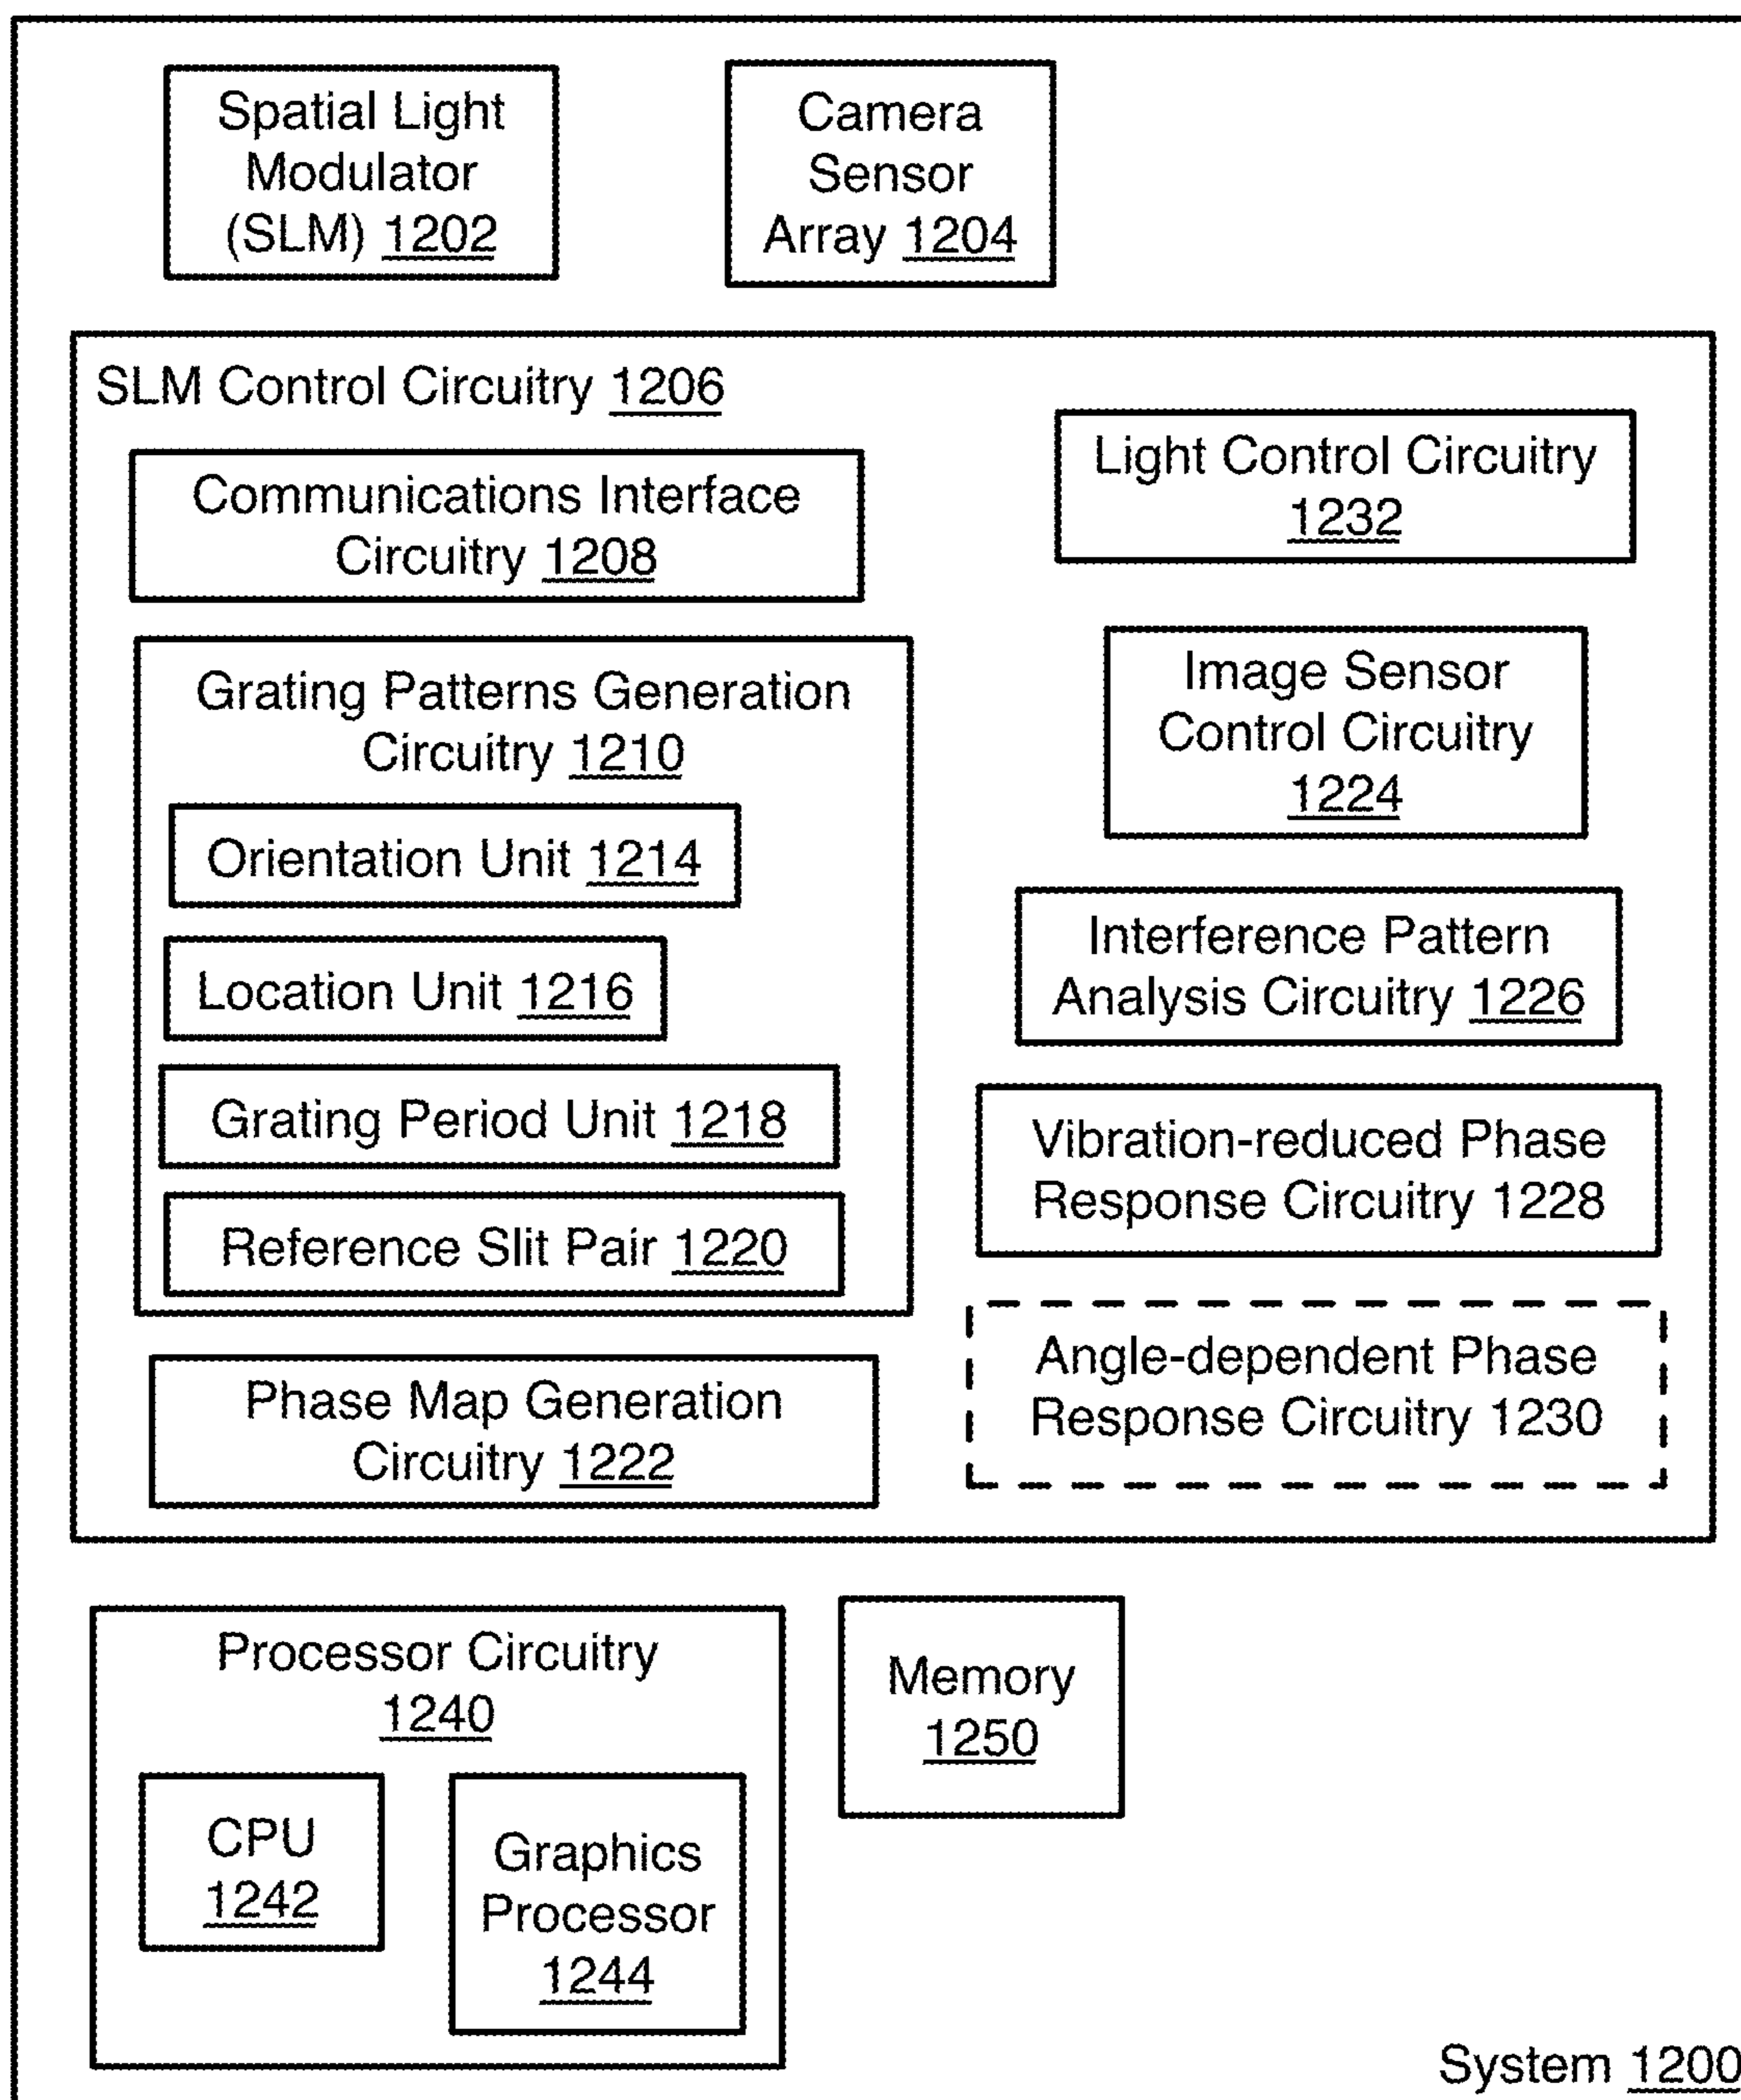 Spatial Light
Modulator
(SLM) 1202
Camera
Sensor
Array 1204
SLM Control Circuitry 1206
Communications Interface
Circuitry 1208
Grating Patterns Generation
Circuitry 1210
Orientation Unit 1214
Location Unit 1216
Grating Period Unit 1218
Reference Slit Pair 1220
Phase Map Generation
Circuitry 1222
Light Control Circuitry
1232
Image Sensor
Control Circuitry
1224
Interference Pattern
Analysis Circuitry 1226
Vibration-reduced Phase
Response Circuitry 1228
Angle-dependent Phase
Response Circuitry 1230
Processor Circuitry
1240
CPU
1242
Graphics
Processor
1244
Memory
1250
System 1200